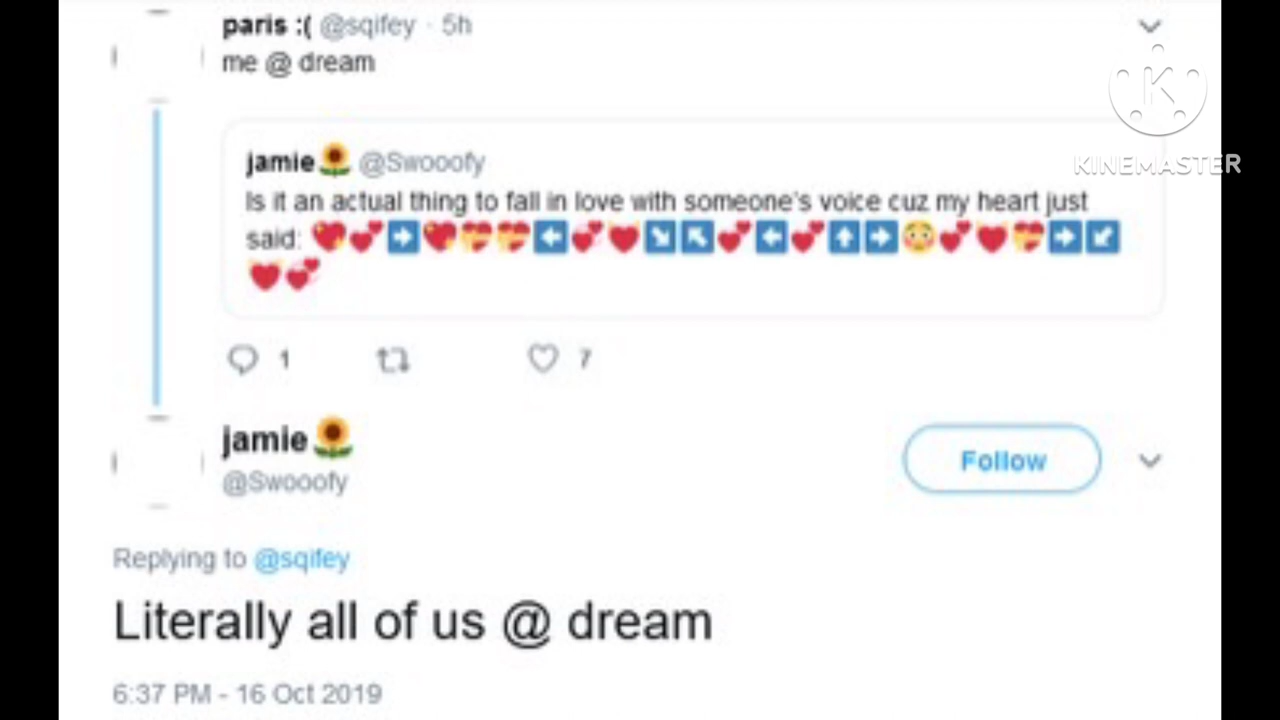 paris :( @sqifey · 5h
me @ dream
jamie🌻 @Swooofy
Is it an actual thing to fall in love with someone's voice cuz my heart just
said: 💖💕➡️💖💝💝⬅️💞❤️↘️↖️💕⬅️💕⬆️➡️😳💕❤️💝➡️↙️
❤️💞
1 7
jamie🌻
@Swooofy
Follow
Replying to @sqifey
Literally all of us @ dream
6:37 PM - 16 Oct 2019
K
KINEMASTER